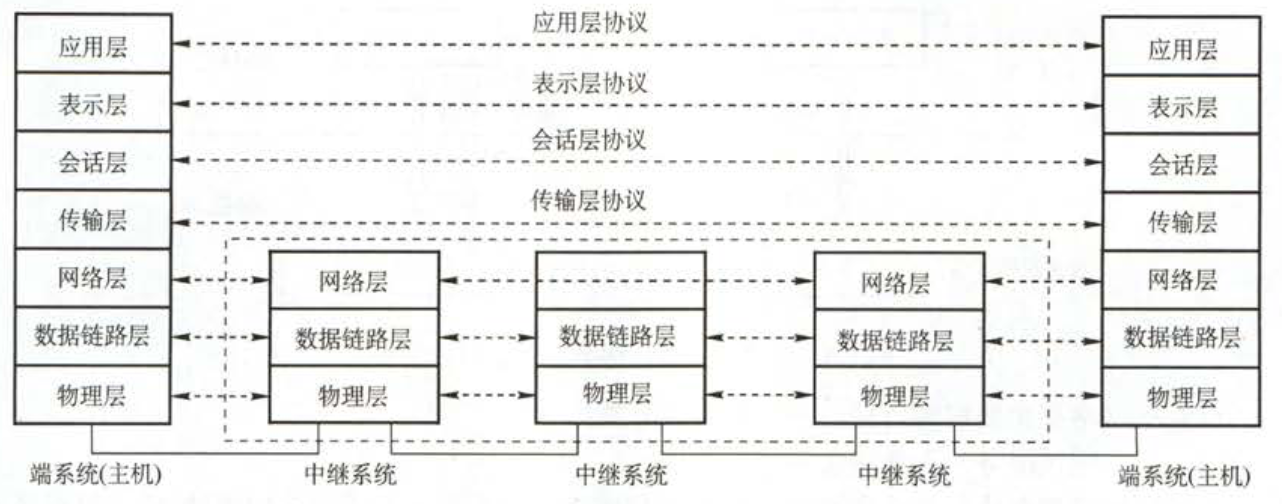 应用层协议
应用层
应用层
表示层协议
表示层
表示层
会话层协议
会话层
会话层
传输层协议
传输层
传输层
网络层
网络层
网络层
网络层
数据链路层
数据链路层
数据链路层
数据链路层
数据链路层
物理层
物理层
物理层
物理层
物理层
端系统(主机)
中继系统
中继系统
中继系统
端系统(主机)